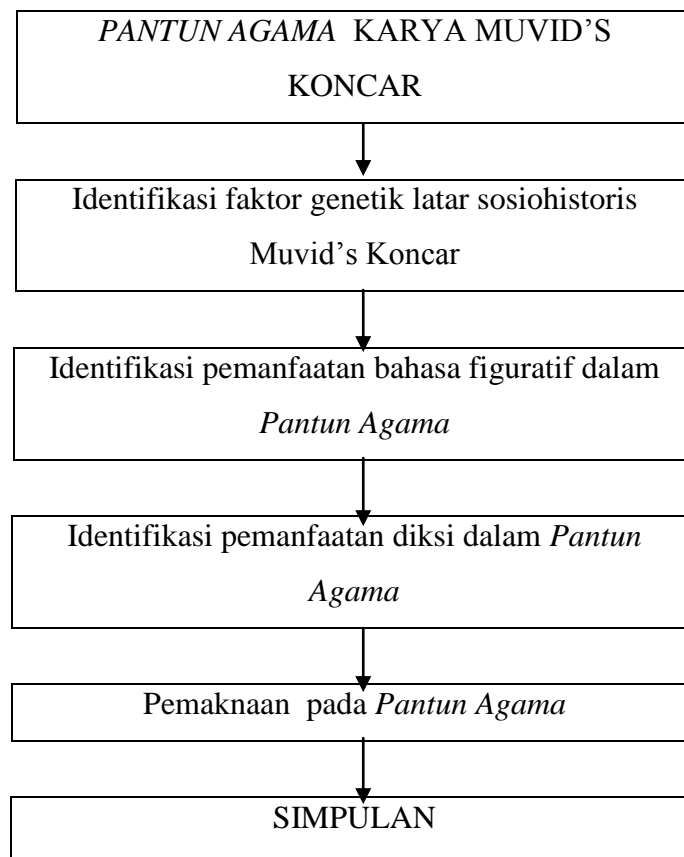 PANTUN AGAMA KARYA MUVID’S
KONCAR
Identifikasi faktor genetik latar sosiohistoris
Muvid’s Koncar
Identifikasi pemanfaatan bahasa figuratif dalam
Pantun Agama
Identifikasi pemanfaatan diksi dalam Pantun
Agama
Pemaknaan pada Pantun Agama
SIMPULAN